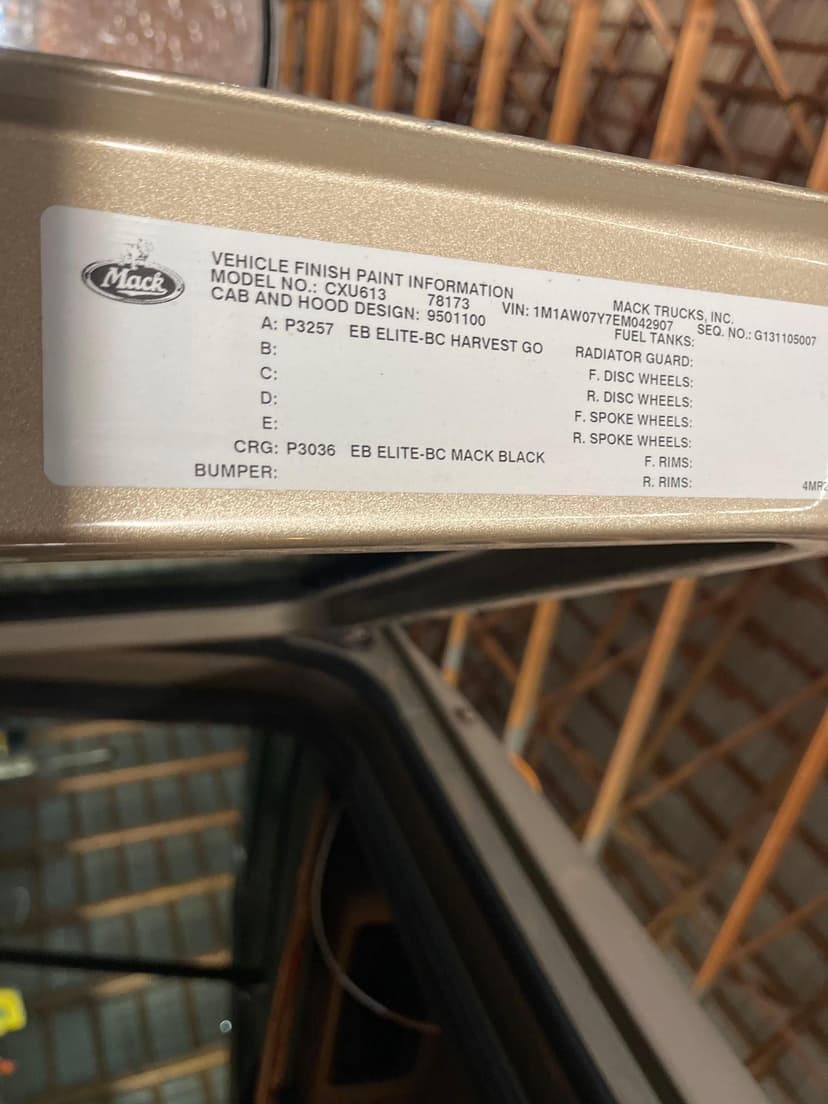 Mack
VEHICLE FINISH PAINT INFORMATION
MACK TRUCKS, INC.
MODEL NO.: CXU613 78173 VIN: 1M1AW07Y7EM042907 SEQ. NO.: G131105007
CAB AND HOOD DESIGN: 9501100
FUEL TANKS:
A: P3257 EB ELITE-BC HARVEST GO
RADIATOR GUARD:
B:
F. DISC WHEELS:
C:
R. DISC WHEELS:
D:
F. SPOKE WHEELS:
E:
R. SPOKE WHEELS:
CRG: P3036 EB ELITE-BC MACK BLACK
F. RIMS:
BUMPER:
R. RIMS: